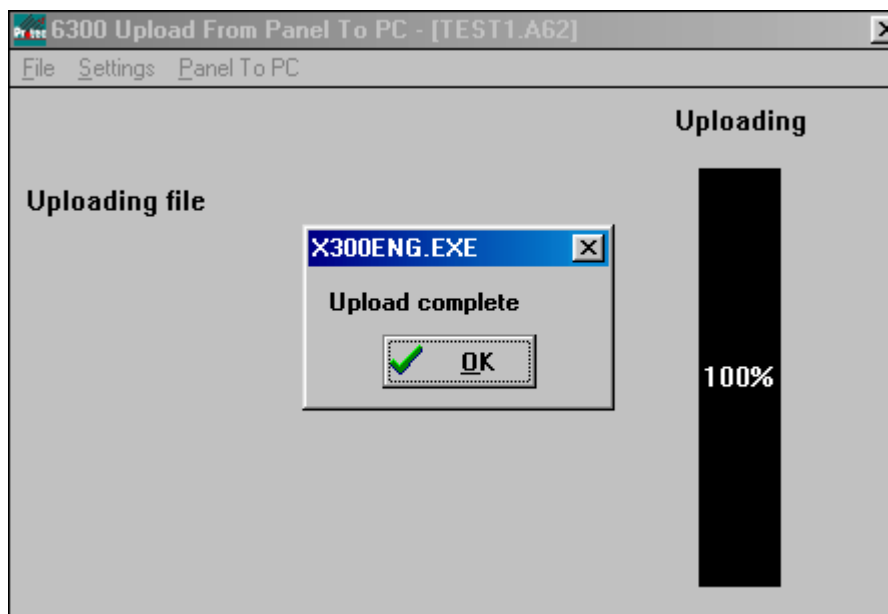 Protec 6300 Upload From Panel To PC - [TEST1.A62]
File Settings Panel To PC
Uploading
Uploading file
X300ENG.EXE
Upload complete
OK
100%